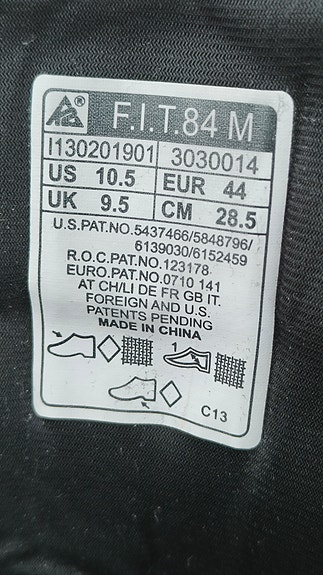 ® F.I.T.84 M
I130201901 3030014
US 10.5 EUR 44
UK 9.5 CM 28.5
U.S.PAT.NO.5437466/5848796/
6139030/6152459
R.O.C.PAT.NO.123178
EURO.PAT.NO.0710 141
AT CH/LI DE FR GB IT.
FOREIGN AND U.S.
PATENTS PENDING
MADE IN CHINA
1
C13